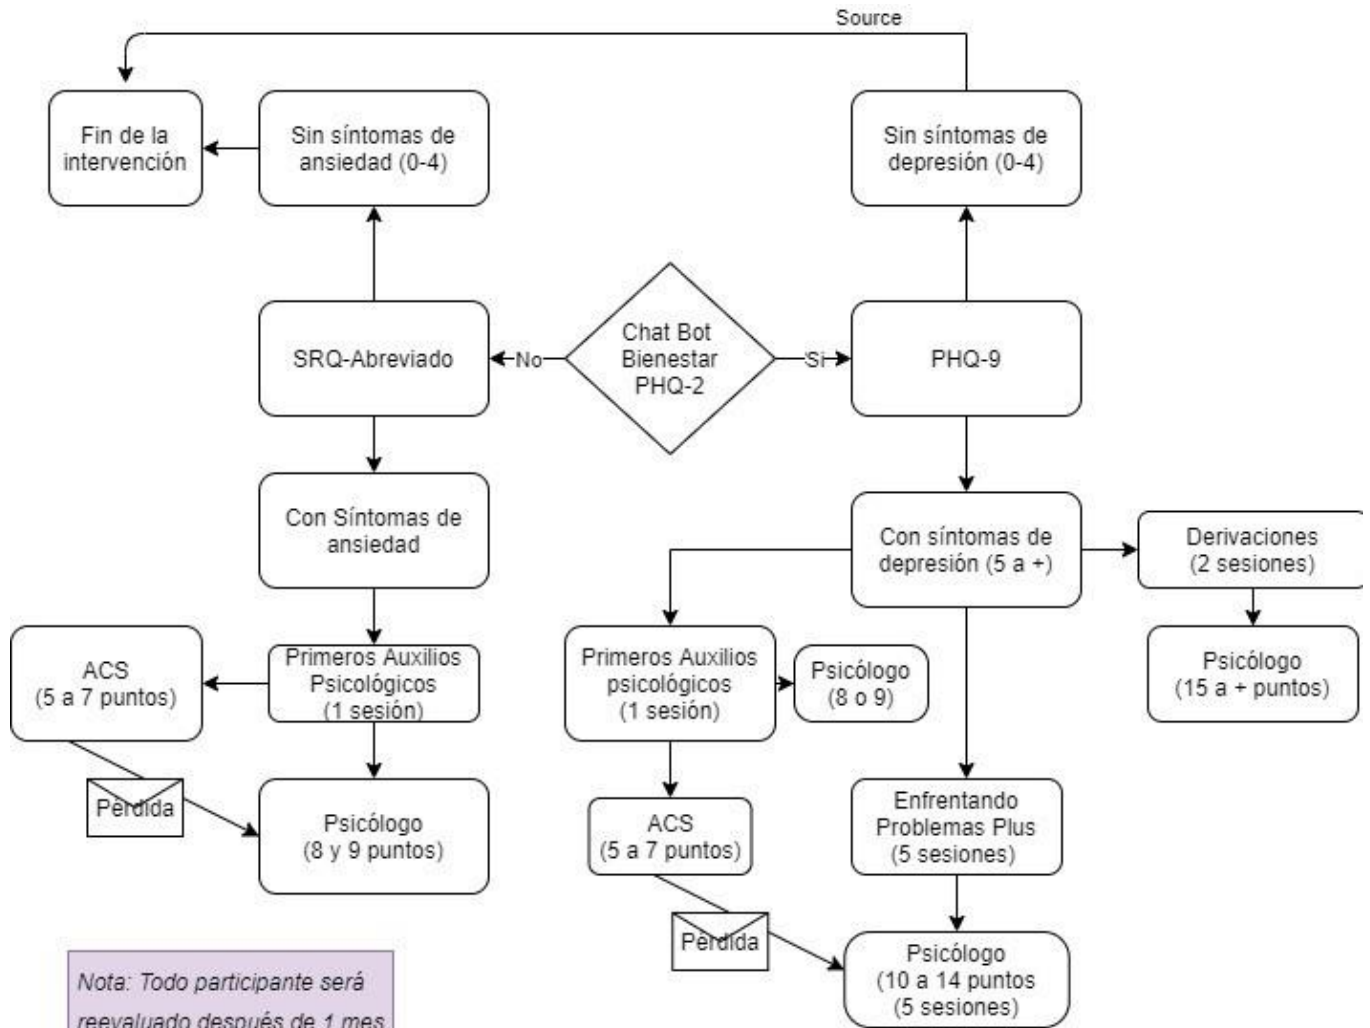 Source
Fin de la
intervención
Sin síntomas de
ansiedad (0-4)
Sin síntomas de
depresión (0-4)
SRQ-Abreviado
No
Chat Bot
Bienestar
PHQ-2
Si
PHQ-9
Con Síntomas de
ansiedad
Con síntomas de
depresión (5 a +)
Derivaciones
(2 sesiones)
ACS
(5 a 7 puntos)
Primeros Auxilios
Psicológicos
(1 sesión)
Primeros Auxilios
psicológicos
(1 sesión)
Psicólogo
(8 o 9)
Psicólogo
(15 a + puntos)
Pérdida
Psicólogo
(8 y 9 puntos)
ACS
(5 a 7 puntos)
Enfrentando
Problemas Plus
(5 sesiones)
Pérdida
Psicólogo
(10 a 14 puntos
(5 sesiones)
Nota: Todo participante será
reevaluado después de 1 mes